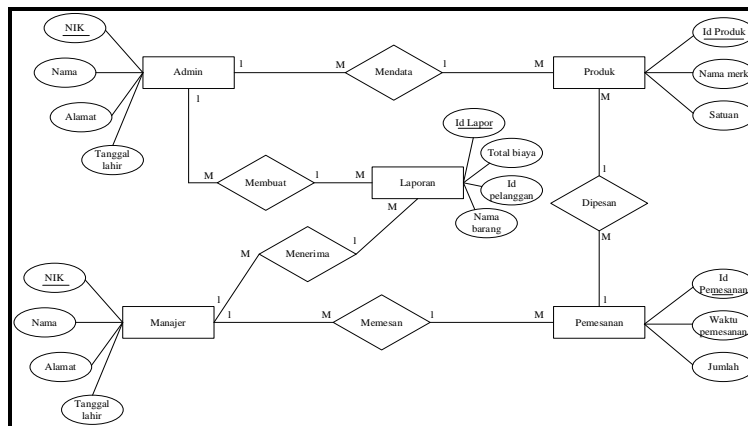 NIK
Nama
Alamat
Tanggal
lahir
Admin
1
M
Mendata
1
M
Produk
Id Produk
Nama merk
Satuan
1
M
Membuat
1
M
Laporan
Id Lapor
Total biaya
Id
pelanggan
Nama
barang
M
1
Dipesan
M
1
M
1
Menerima
M
1
NIK
Nama
Alamat
Tanggal
lahir
Manajer
1
M
Memesan
1
M
Pemesanan
Id
Pemesanan
Waktu
pemesanan
Jumlah